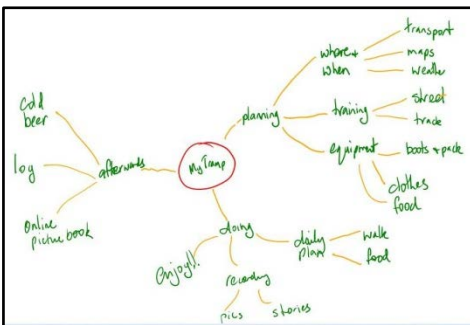 My Tramp
planning
where +
when
transport
maps
weather
training
street
track
equipment
boots + pack
clothes
food
doing
daily
plan
walk
food
recording
pics
stories
enjoy!!
afterwards
cold
beer
log
online
picture book